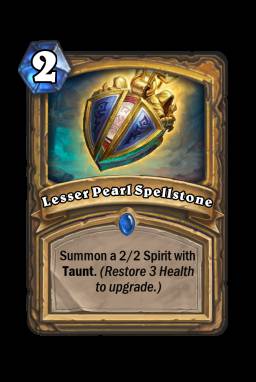 2
Lesser Pearl Spellstone
Summon a 2/2 Spirit with
Taunt. (Restore 3 Health
to upgrade.)